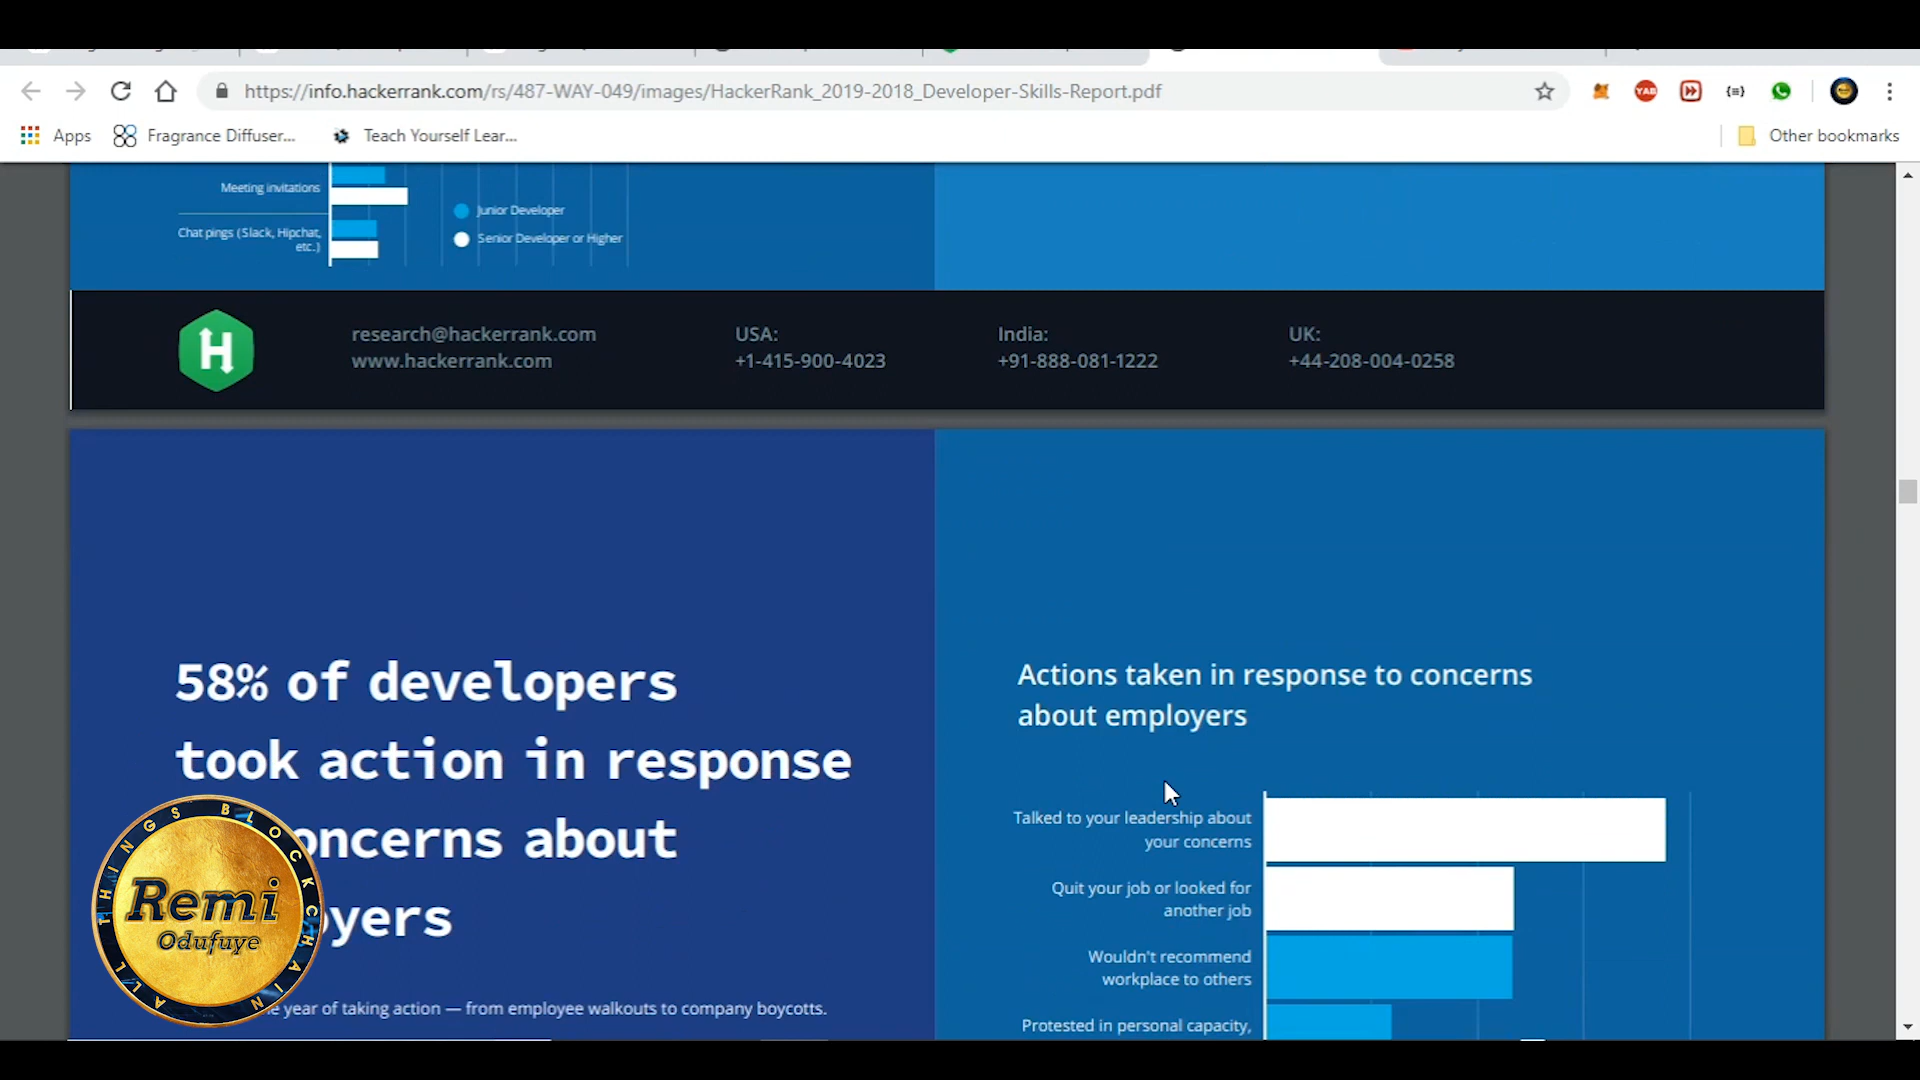 https://info.hackerrank.com/rs/487-WAY-049/images/HackerRank_2019-2018_Developer-Skills-Report.pdf
YAB
Apps
Fragrance Diffuser...
Teach Yourself Lear...
Other bookmarks
Meeting invitations
Chat pings (Slack, Hipchat,
etc.)
Junior Developer
Senior Developer or Higher
H
research@hackerrank.com
www.hackerrank.com
USA:
+1-415-900-4023
India:
+91-888-081-1222
UK:
+44-208-004-0258
58% of developers
took action in response
oncerns about
yers
e year of taking action — from employee walkouts to company boycotts.
ALL THINGS BLOCKCHAIN
Remi
Odufuye
Actions taken in response to concerns
about employers
Talked to your leadership about
your concerns
Quit your job or looked for
another job
Wouldn't recommend
workplace to others
Protested in personal capacity,